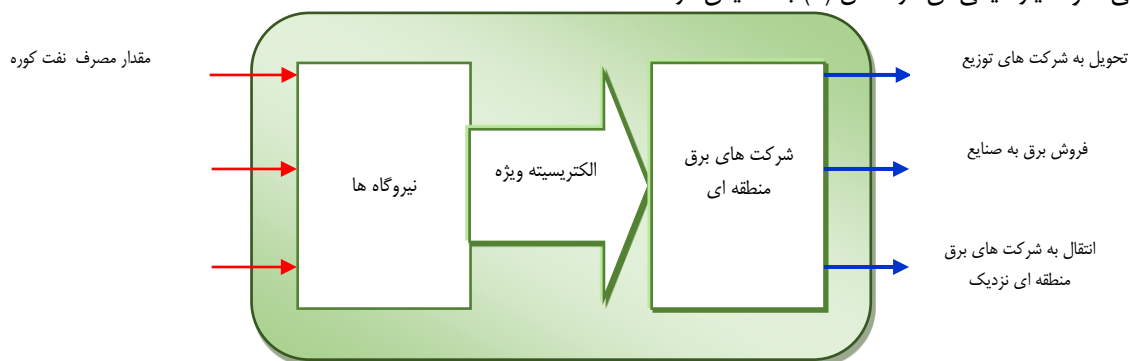 مقدار مصرف نفت کوره
نیروگاه ها
الکتریسیته ویژه
شرکت های برق
منطقه ای
تحویل به شرکت های توزیع
فروش برق به صنایع
انتقال به شرکت های برق
منطقه ای نزدیک